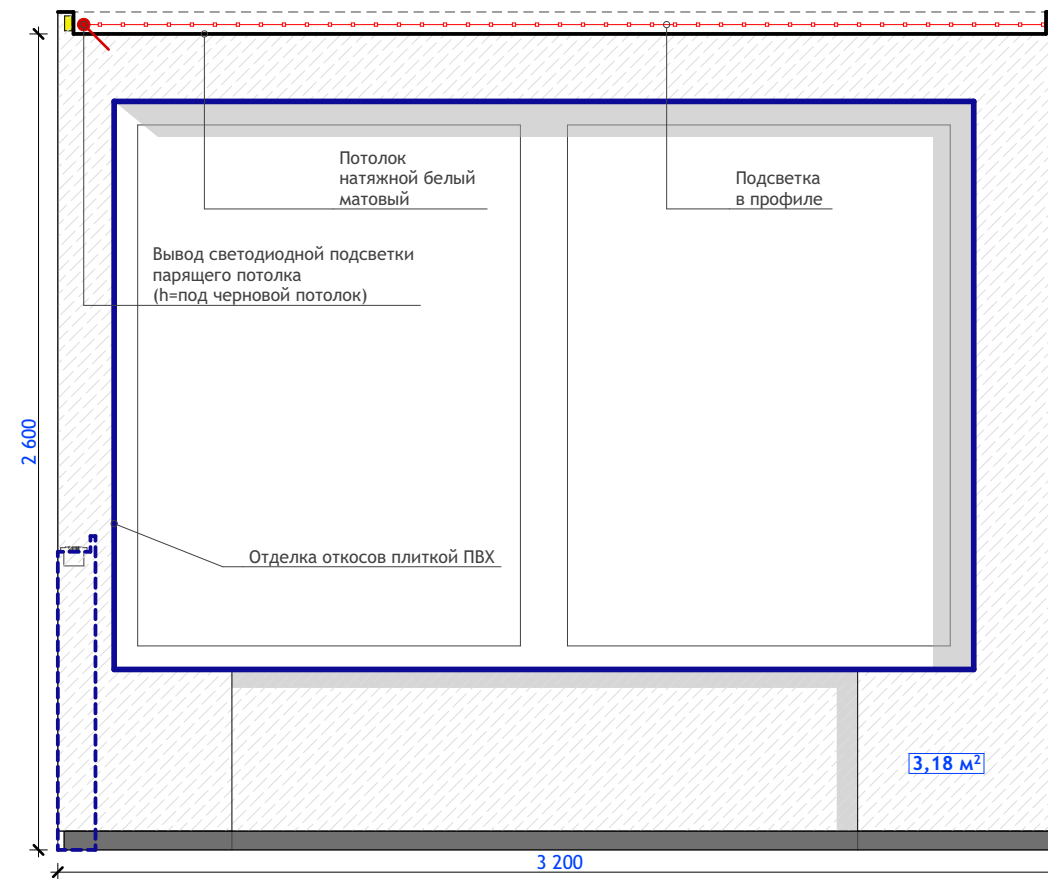 Потолок
натяжной белый
матовый
Подсветка
в профиле
Вывод светодиодной подсветки
парящего потолка
(h=под черновой потолок)
2 600
Отделка откосов плиткой ПВХ
3,18 м²
3 200